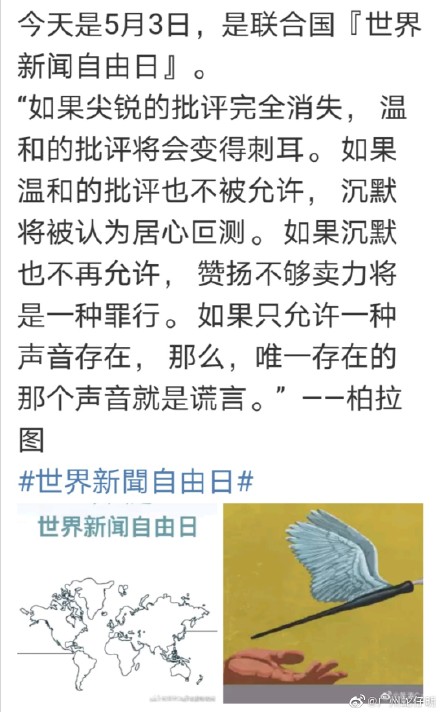 今天是5月3日，是联合国『世界
新闻自由日』。
“如果尖锐的批评完全消失， 温
和的批评将会变得刺耳。 如果
温和的批评也不被允许， 沉默
将被认为居心叵测。 如果沉默
也不再允许， 赞扬不够卖力将
是一种罪行。 如果只允许一种
声音存在， 那么，唯一存在的
那个声音就是谎言。” ——柏拉
图
#世界新聞自由日#
世界新闻自由日